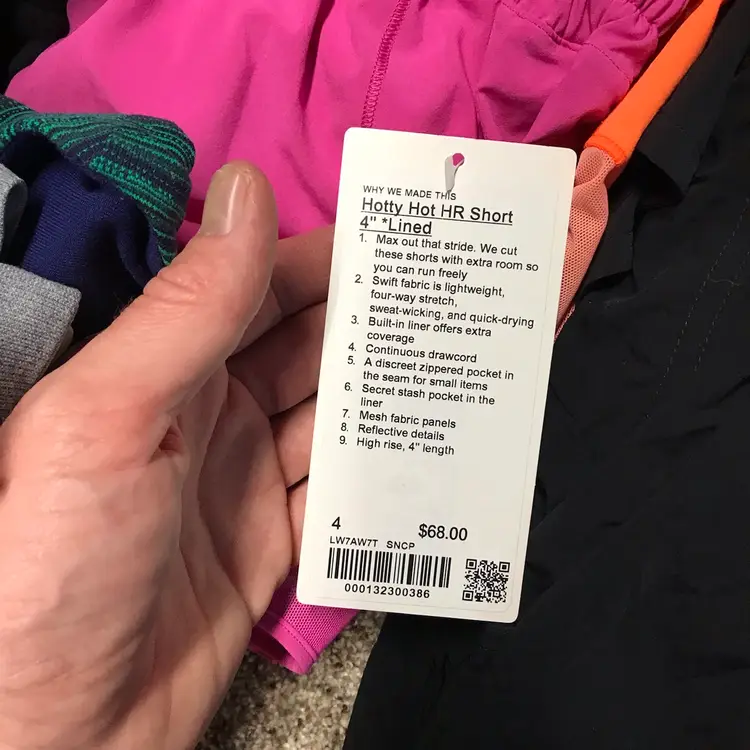 WHY WE MADE THIS
Hotty Hot HR Short
4" *Lined
1. Max out that stride. We cut
these shorts with extra room so
you can run freely
2. Swift fabric is lightweight,
four-way stretch,
sweat-wicking, and quick-drying
3. Built-in liner offers extra
coverage
4. Continuous drawcord
5. A discreet zippered pocket in
the seam for small items
6. Secret stash pocket in the
liner
7. Mesh fabric panels
8. Reflective details
9. High rise, 4" length
4 $68.00
LW7AW7T SNCP
000132300386